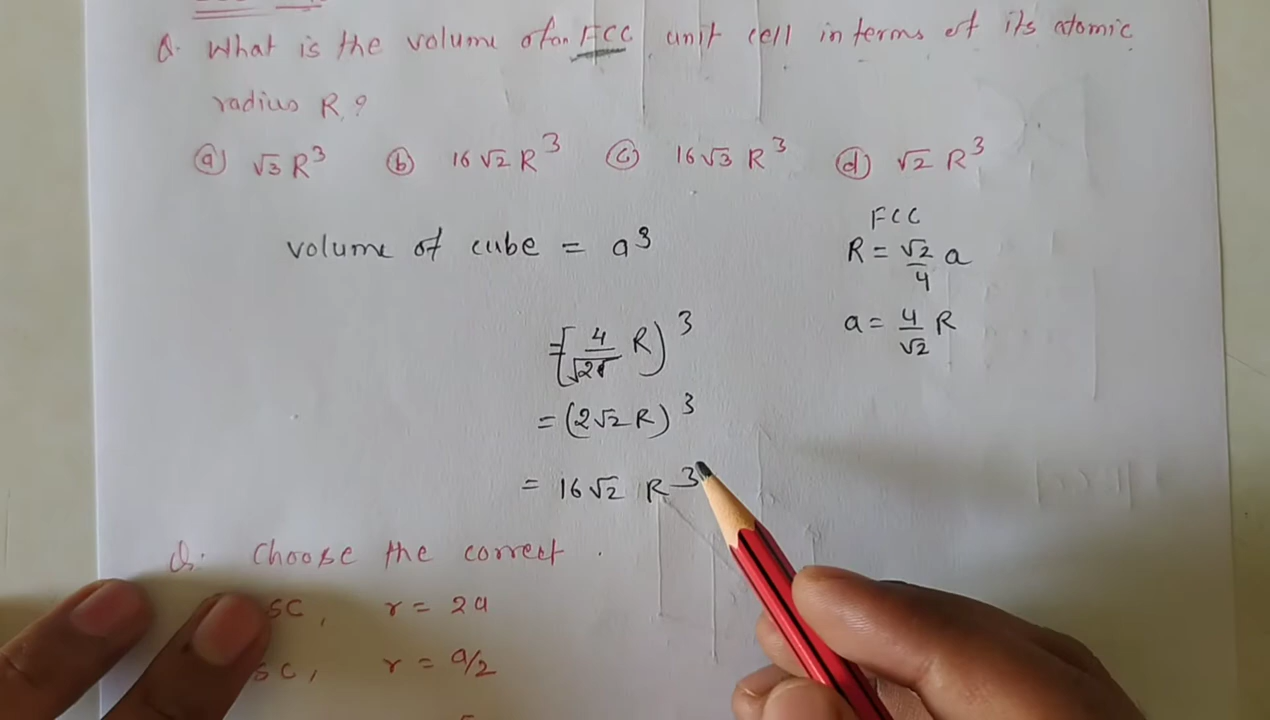 Q. What is the volume of an FCC unit cell in terms of its atomic
radius R?
(a) √3 R³ (b) 16√2 R³ (c) 16√3 R³ (d) √2 R³
volume of cube = a³
FCC
R = √2/4 a
a = 4/√2 R
= (4/√2 R)³
= (2√2 R)³
= 16√2 R³
Q. Choose the correct .
SC, r = 2a
SC, r = a/2